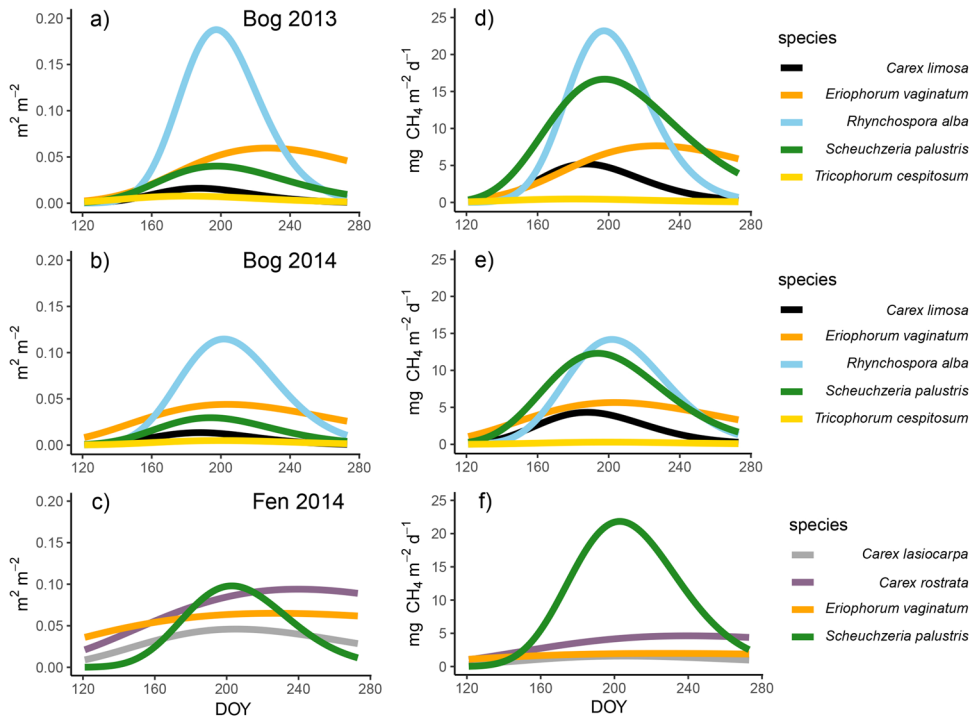 a) Bog 2013
0.20
0.15
0.10
0.05
0.00
m² m⁻²
120 160 200 240 280
d)
25
20
15
10
5
0
mg CH₄ m⁻² d⁻¹
120 160 200 240 280
species
Carex limosa
Eriophorum vaginatum
Rhynchospora alba
Scheuchzeria palustris
Tricophorum cespitosum
b) Bog 2014
0.20
0.15
0.10
0.05
0.00
m² m⁻²
120 160 200 240 280
e)
25
20
15
10
5
0
mg CH₄ m⁻² d⁻¹
120 160 200 240 280
species
Carex limosa
Eriophorum vaginatum
Rhynchospora alba
Scheuchzeria palustris
Tricophorum cespitosum
c) Fen 2014
0.20
0.15
0.10
0.05
0.00
m² m⁻²
120 160 200 240 280
DOY
f)
25
20
15
10
5
0
mg CH₄ m⁻² d⁻¹
120 160 200 240 280
DOY
species
Carex lasiocarpa
Carex rostrata
Eriophorum vaginatum
Scheuchzeria palustris